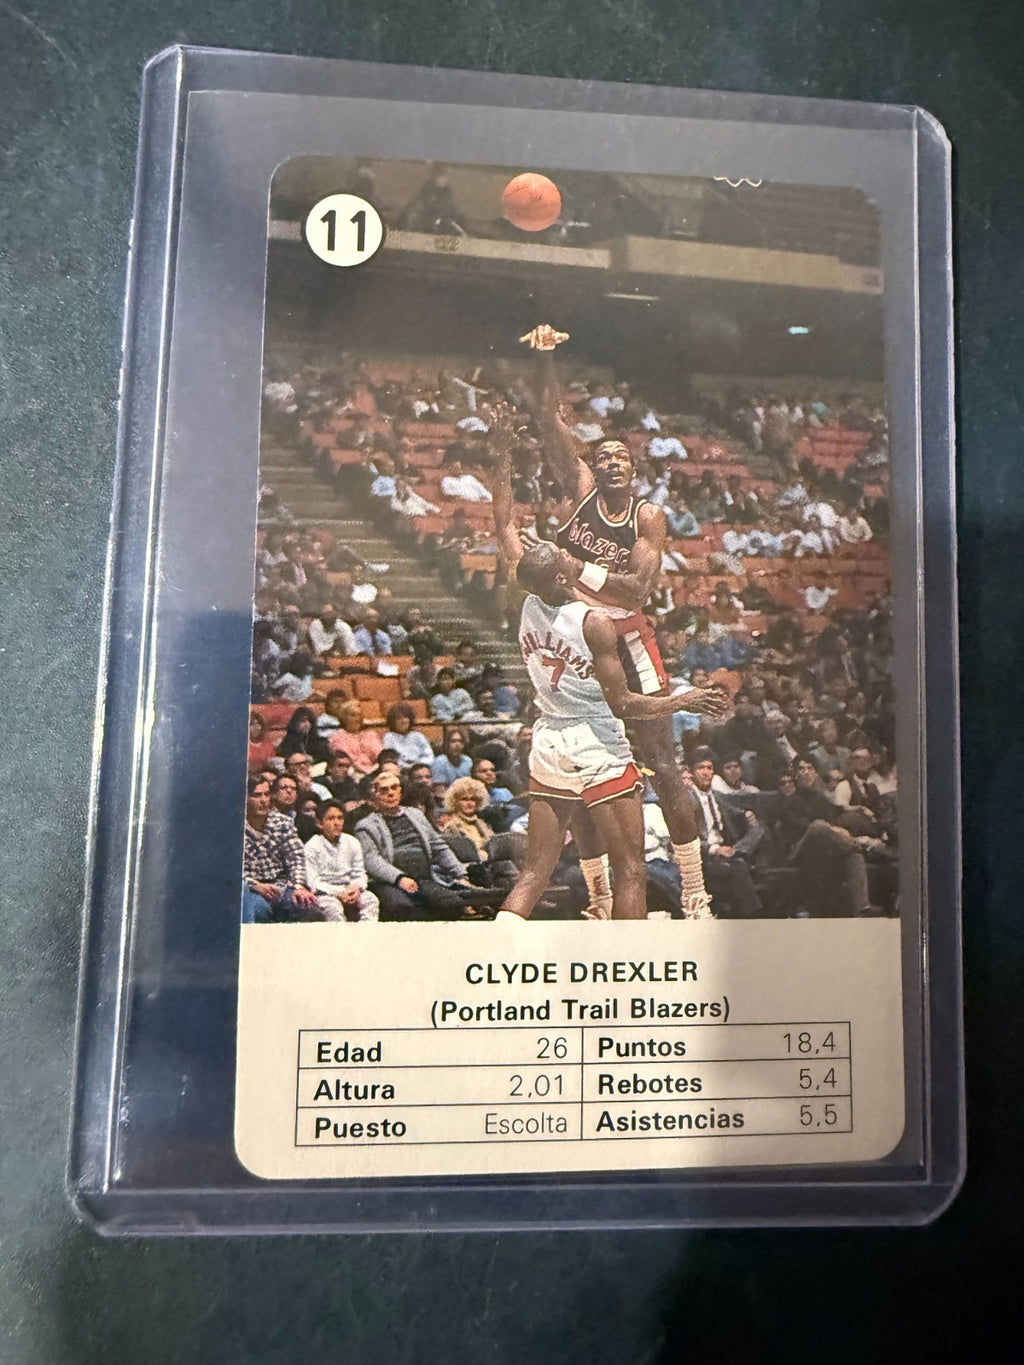 11
blazers
WILLIAMS
7
CLYDE DREXLER
(Portland Trail Blazers)
Edad 26 Puntos 18,4
Altura 2,01 Rebotes 5,4
Puesto Escolta Asistencias 5,5